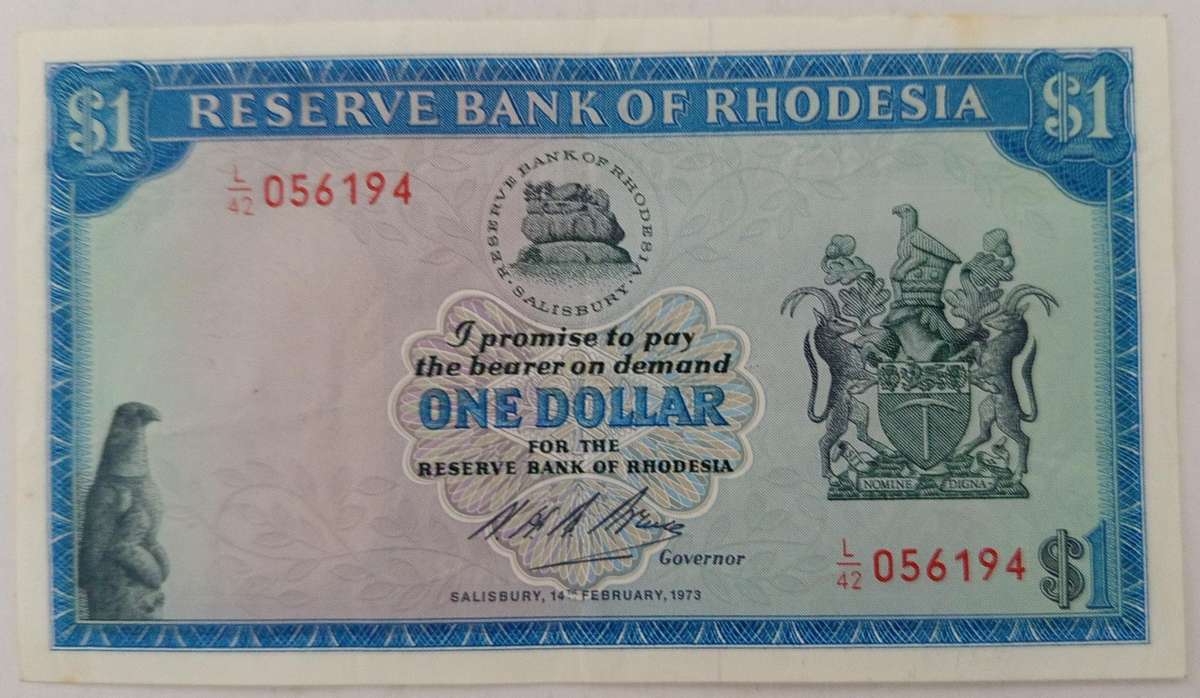 $1 RESERVE BANK OF RHODESIA $1
L/42 056194
RESERVE BANK OF RHODESIA
· SALISBURY ·
I promise to pay
the bearer on demand
ONE DOLLAR
FOR THE
RESERVE BANK OF RHODESIA
Governor
SALISBURY, 14TH FEBRUARY, 1973
NOMINE DIGNA
L/42 056194 $1